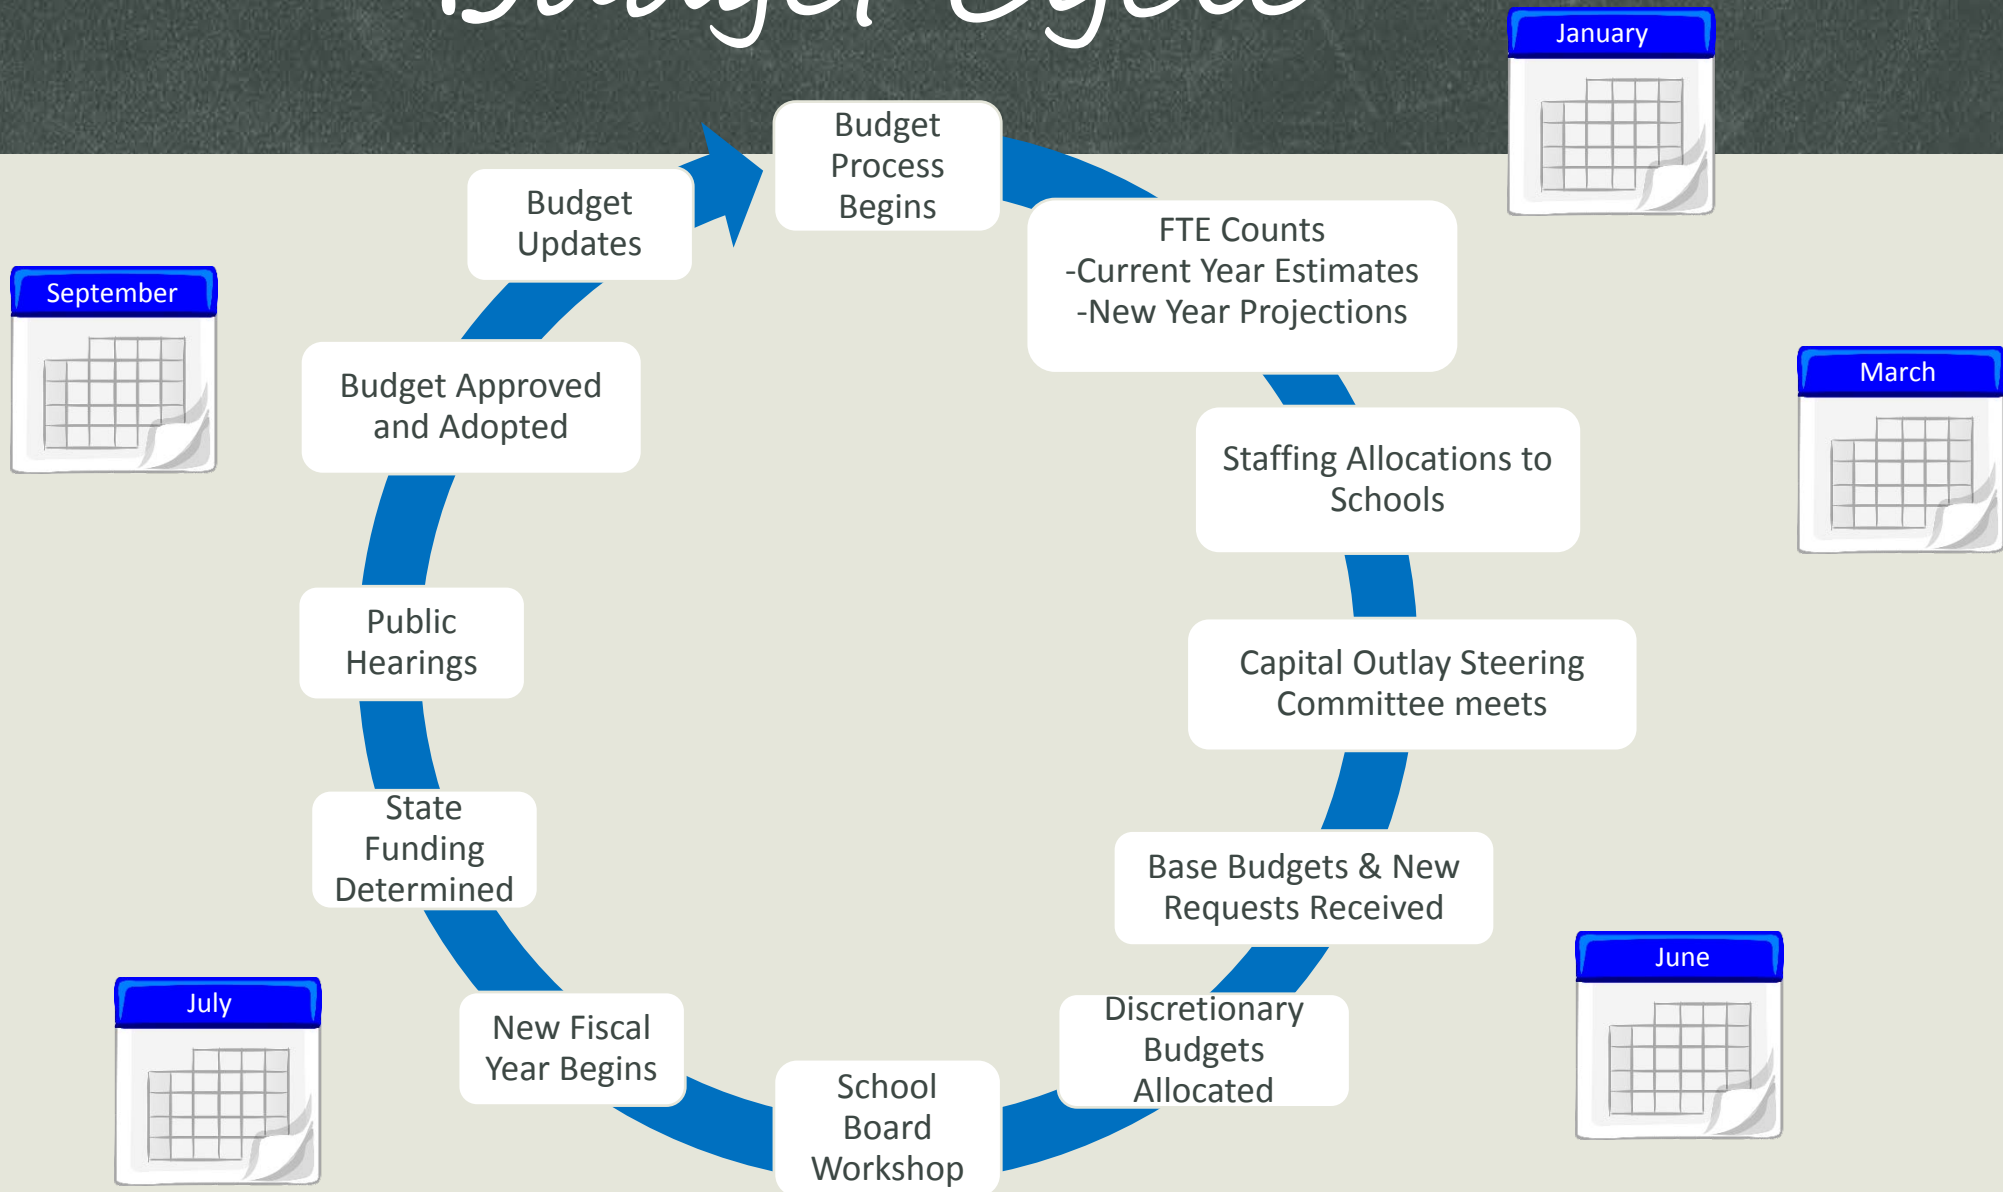 Budget Cycle
January
Budget
Process
Begins
FTE Counts
-Current Year Estimates
-New Year Projections
March
Staffing Allocations to
Schools
Capital Outlay Steering
Committee meets
Base Budgets & New
Requests Received
June
Discretionary
Budgets
Allocated
School
Board
Workshop
New Fiscal
Year Begins
July
State
Funding
Determined
Public
Hearings
Budget Approved
and Adopted
September
Budget
Updates